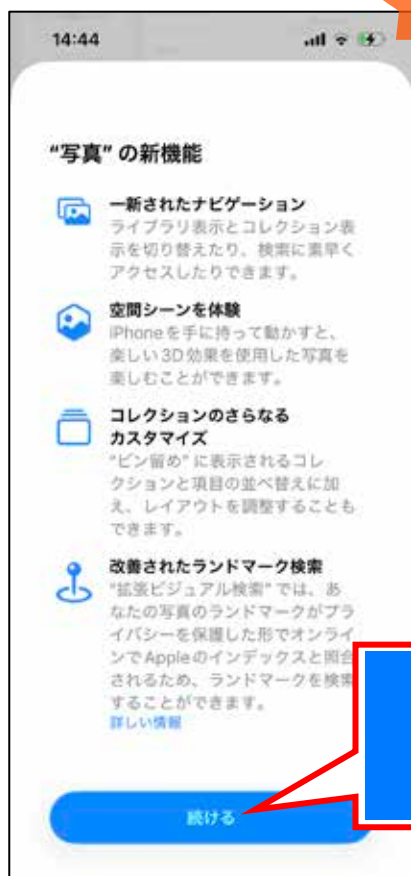 14:44
“写真” の新機能
一新されたナビゲーション
ライブラリ表示とコレクション表
示を切り替えたり、検索に素早く
アクセスしたりできます。
空間シーンを体験
iPhoneを手に持って動かすと、
楽しい3D効果を使用した写真を
楽しむことができます。
コレクションのさらなる
カスタマイズ
“ピン留め” に表示されるコレ
クションと項目の並べ替えに加
え、レイアウトを調整することも
できます。
改善されたランドマーク検索
“拡張ビジュアル検索” では、あ
なたの写真のランドマークがプラ
イバシーを保護した形でオンライ
ンでAppleのインデックスと照合
されるため、ランドマークを検索
することができます。
詳しい情報
続ける